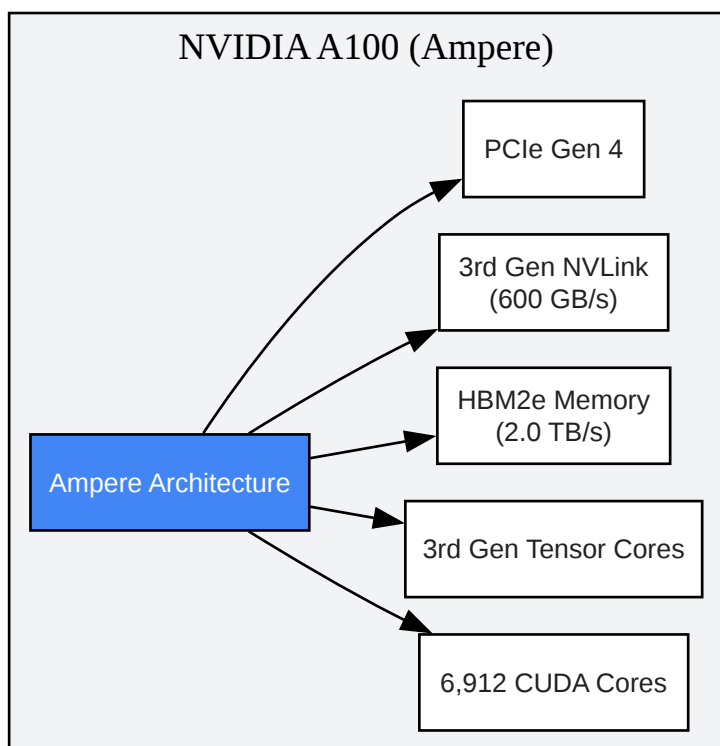 NVIDIA A100 (Ampere)
PCIe Gen 4
3rd Gen NVLink
(600 GB/s)
HBM2e Memory
(2.0 TB/s)
Ampere Architecture
3rd Gen Tensor Cores
6,912 CUDA Cores